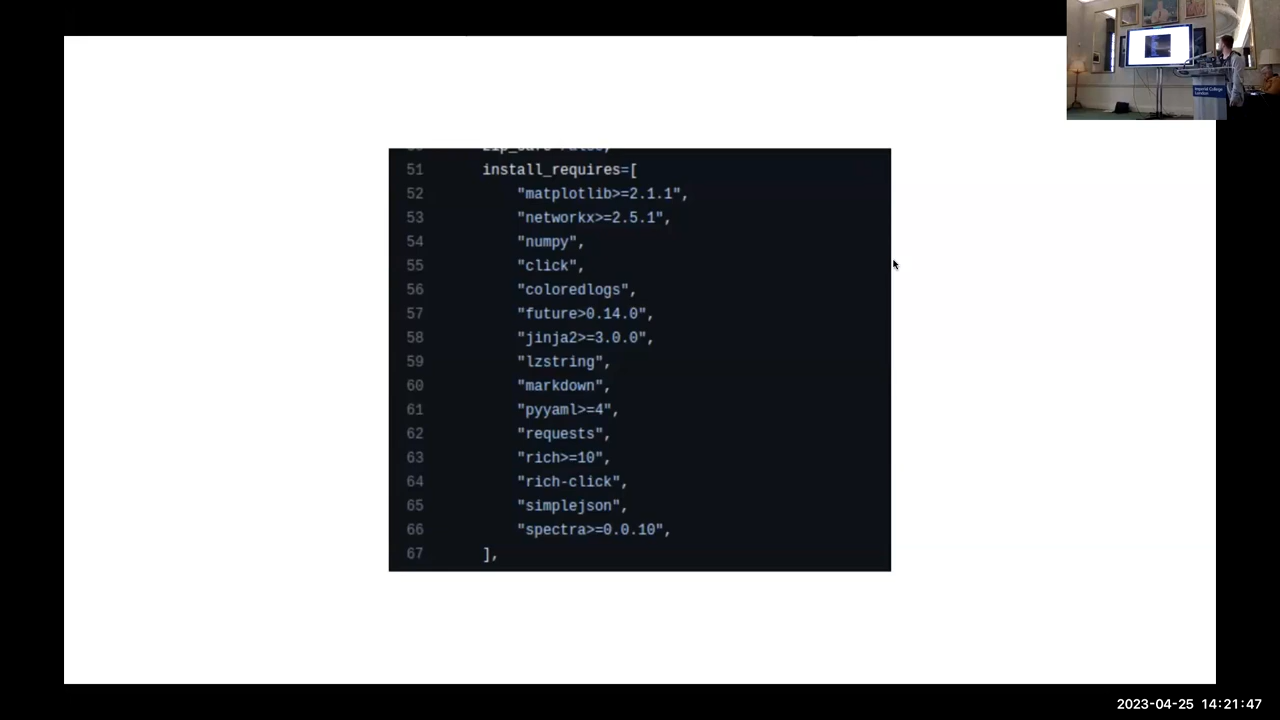 51 install_requires=[
52 "matplotlib>=2.1.1",
53 "networkx>=2.5.1",
54 "numpy",
55 "click",
56 "coloredlogs",
57 "future>0.14.0",
58 "jinja2>=3.0.0",
59 "lzstring",
60 "markdown",
61 "pyyaml>=4",
62 "requests",
63 "rich>=10",
64 "rich-click",
65 "simplejson",
66 "spectra>=0.0.10",
67 ],
Imperial College
London
2023-04-25 14:21:47